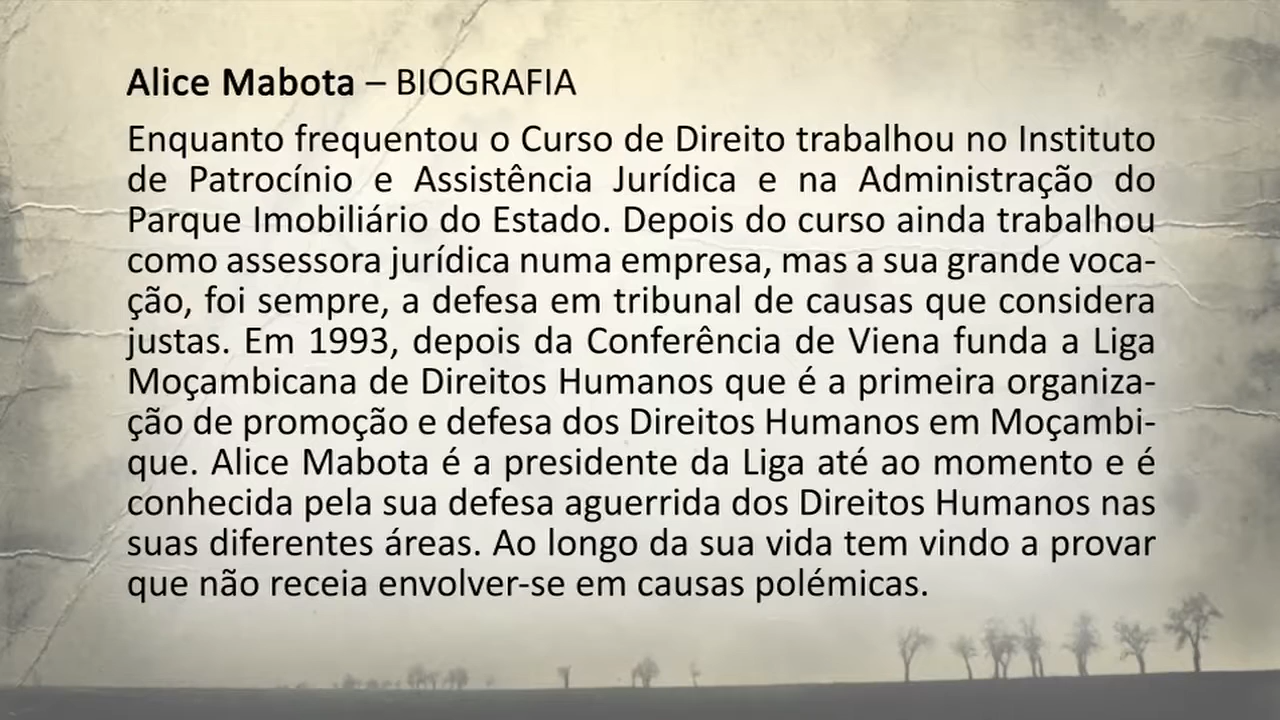 Alice Mabota – BIOGRAFIA
Enquanto frequentou o Curso de Direito trabalhou no Instituto
de Patrocínio e Assistência Jurídica e na Administração do
Parque Imobiliário do Estado. Depois do curso ainda trabalhou
como assessora jurídica numa empresa, mas a sua grande voca-
ção, foi sempre, a defesa em tribunal de causas que considera
justas. Em 1993, depois da Conferência de Viena funda a Liga
Moçambicana de Direitos Humanos que é a primeira organiza-
ção de promoção e defesa dos Direitos Humanos em Moçambi-
que. Alice Mabota é a presidente da Liga até ao momento e é
conhecida pela sua defesa aguerrida dos Direitos Humanos nas
suas diferentes áreas. Ao longo da sua vida tem vindo a provar
que não receia envolver-se em causas polémicas.